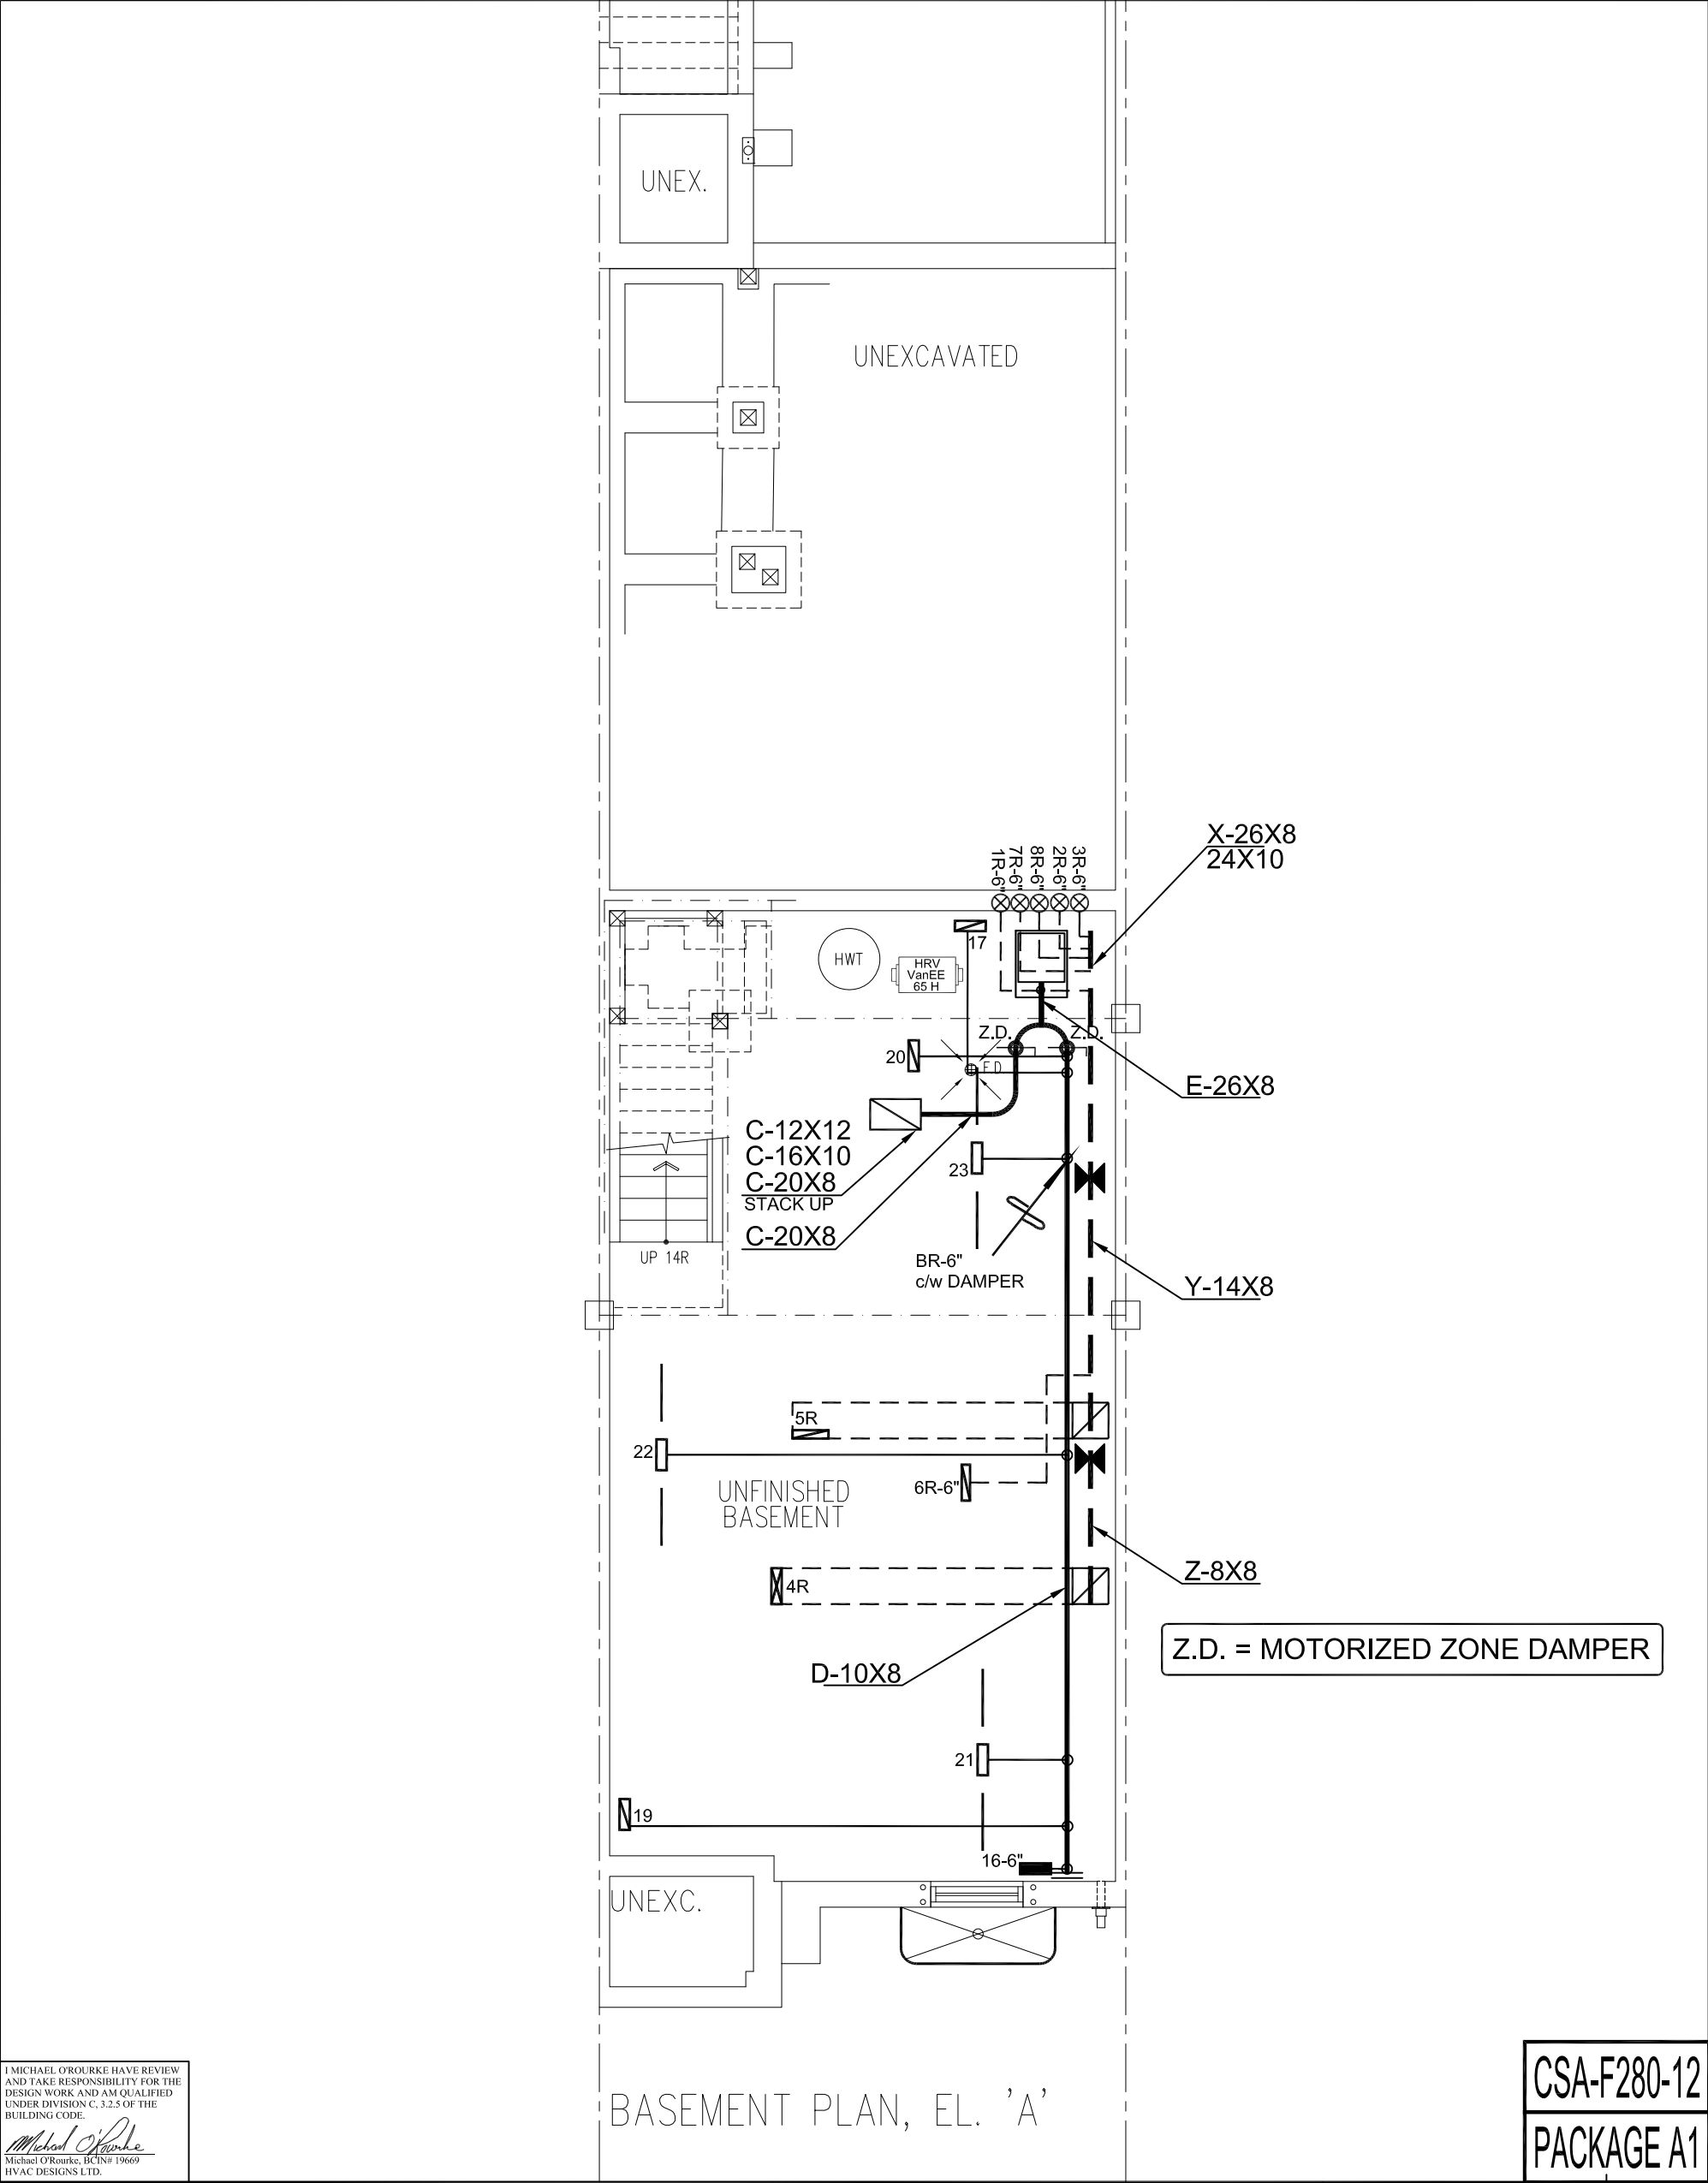 UNEX.
UNEXCAVATED
X-26X8
24X10
1R-6"
7R-6"
8R-6"
2R-6"
3R-6"
17
HWT
HRV
VanEE
65 H
Z.D.
Z.D.
20
F.D
E-26X8
C-12X12
C-16X10
C-20X8
STACK UP
C-20X8
23
UP 14R
BR-6"
c/w DAMPER
Y-14X8
5R
22
6R-6"
UNFINISHED
BASEMENT
Z-8X8
4R
Z.D. = MOTORIZED ZONE DAMPER
D-10X8
21
19
16-6"
UNEXC.
BASEMENT PLAN, EL. 'A'
I MICHAEL O'ROURKE HAVE REVIEW
AND TAKE RESPONSIBILITY FOR THE
DESIGN WORK AND AM QUALIFIED
UNDER DIVISION C, 3.2.5 OF THE
BUILDING CODE.
Michael O'Rourke
Michael O'Rourke, BCIN# 19669
HVAC DESIGNS LTD.
CSA-F280-12
PACKAGE A1